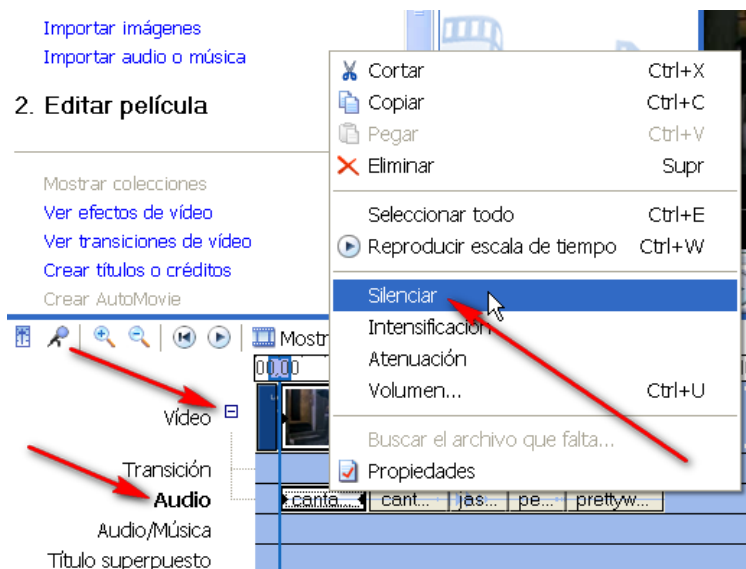 Importar imágenes
Importar audio o música
2. Editar película
Mostrar colecciones
Ver efectos de vídeo
Ver transiciones de vídeo
Crear títulos o créditos
Crear AutoMovie
Cortar Ctrl+X
Copiar Ctrl+C
Pegar Ctrl+V
Eliminar Supr
Seleccionar todo Ctrl+E
Reproducir escala de tiempo Ctrl+W
Silenciar
Intensificación
Atenuación
Volumen... Ctrl+U
Buscar el archivo que falta...
Propiedades
Mostr
Vídeo
Transición
Audio
canta... cant... jas... pe... prettyw...
Audio/Música
Título superpuesto